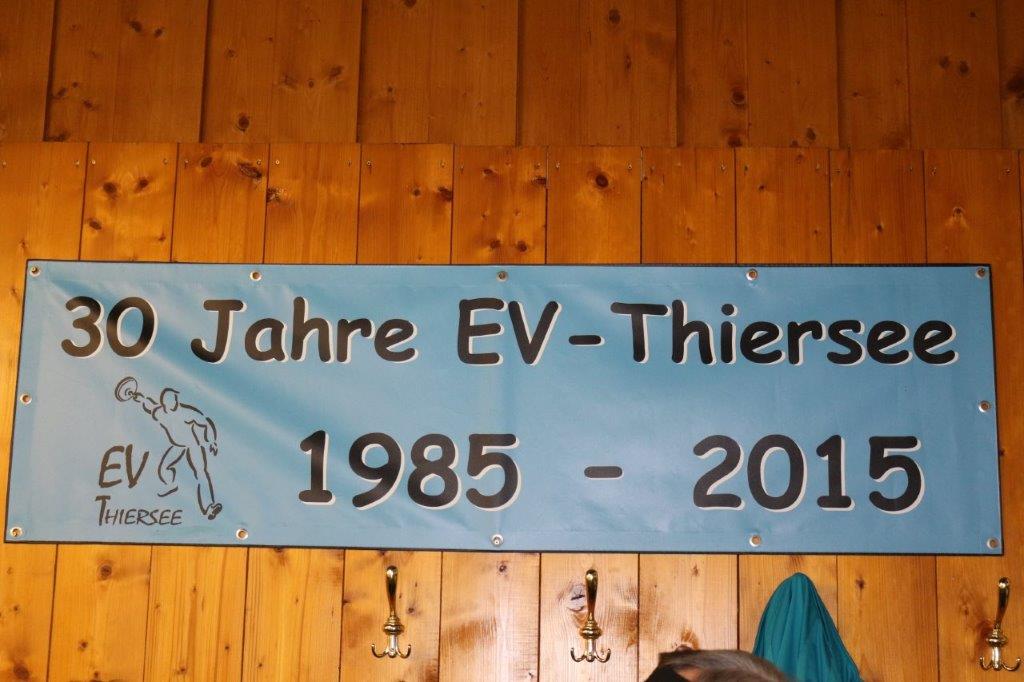 30 Jahre EV-Thiersee
1985 - 2015
EV
THIERSEE